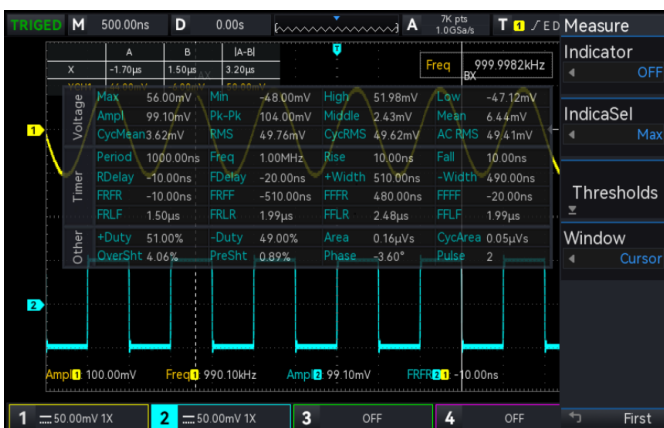 TRIGED M 500.00ns D 0.00s A 7K pts 1.0GSa/s T 1 E D Measure
A B |A-B|
X -1.70µs 1.50µs 3.20µs
AX
Freq 999.9982kHz
BX
Voltage
Max 56.00mV Min -48.00mV High 51.98mV Low -47.12mV
Ampl 99.10mV Pk-Pk 104.00mV Middle 2.43mV Mean 6.44mV
CycMean 3.62mV RMS 49.76mV CycRMS 49.62mV AC RMS 49.41mV
Timer
Period 1000.00ns Freq 1.00MHz Rise 10.00ns Fall 10.00ns
RDelay -10.00ns FDelay -20.00ns +Width 510.00ns -Width 490.00ns
FRFR -10.00ns FRFF -510.00ns FFFR 480.00ns FFFF -20.00ns
FRLF 1.50µs FRLR 1.99µs FFLR 2.48µs FFLF 1.99µs
Other
+Duty 51.00% -Duty 49.00% Area 0.16µVs CycArea 0.05µVs
OverSht 4.06% PreSht 0.89% Phase -3.60° Pulse 2
1
2
Ampl 1 100.00mV Freq 1 990.10kHz Ampl 2 99.10mV FRFR 2 1 -10.00ns
Indicator
OFF
IndicaSel
Max
Thresholds
Window
Cursor
1 50.00mV 1X 2 50.00mV 1X 3 OFF 4 OFF First